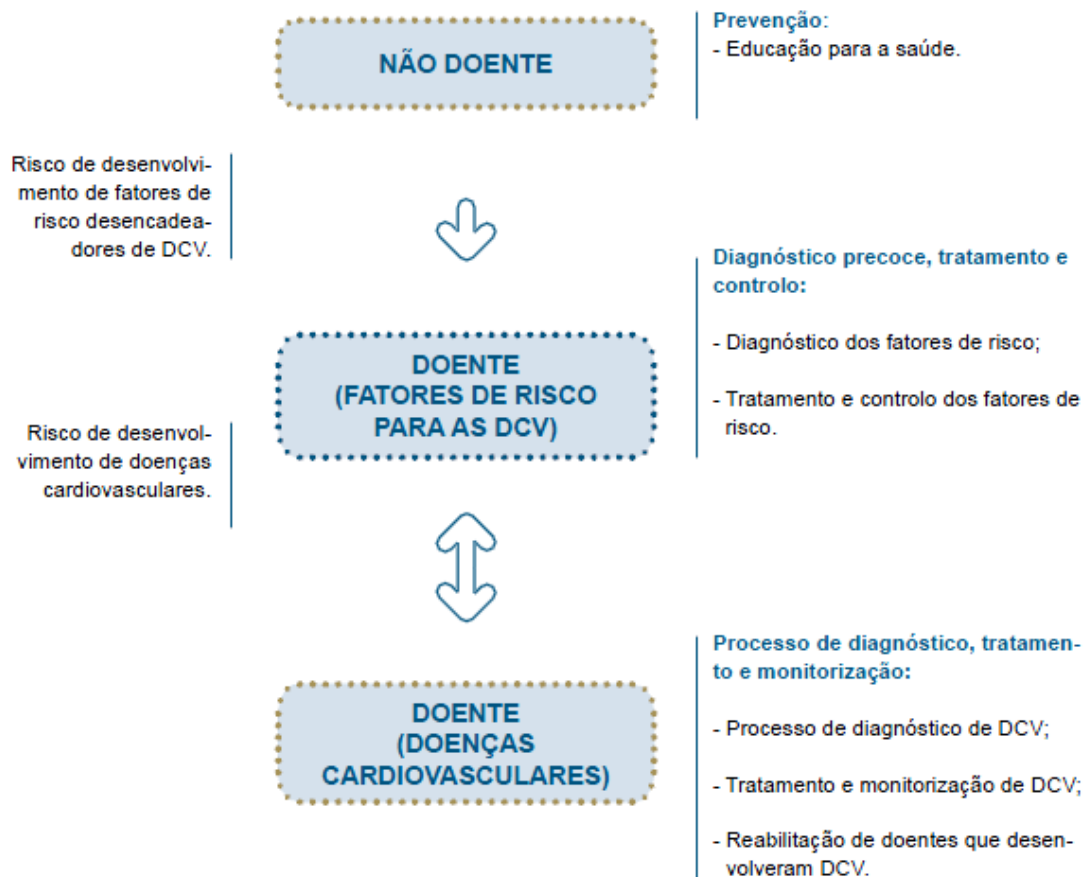 NÃO DOENTE
Prevenção:
- Educação para a saúde.
Risco de desenvolvi-
mento de fatores de
risco desencadea-
dores de DCV.
Diagnóstico precoce, tratamento e
controlo:
- Diagnóstico dos fatores de risco;
- Tratamento e controlo dos fatores de
risco.
DOENTE
(FATORES DE RISCO
PARA AS DCV)
Risco de desenvol-
vimento de doenças
cardiovasculares.
Processo de diagnóstico, tratamen-
to e monitorização:
- Processo de diagnóstico de DCV;
- Tratamento e monitorização de DCV;
- Reabilitação de doentes que desen-
volveram DCV.
DOENTE
(DOENÇAS
CARDIOVASCULARES)